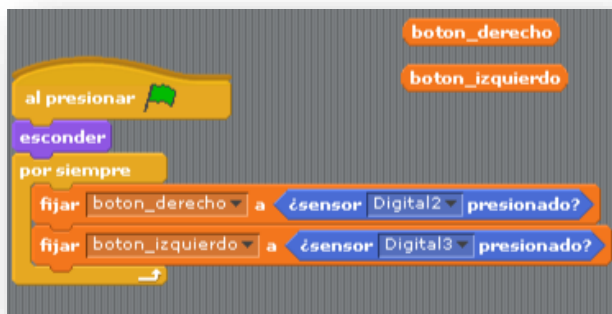 boton_derecho
boton_izquierdo
al presionar
esconder
por siempre
fijar boton_derecho a ¿sensor Digital2 presionado?
fijar boton_izquierdo a ¿sensor Digital3 presionado?